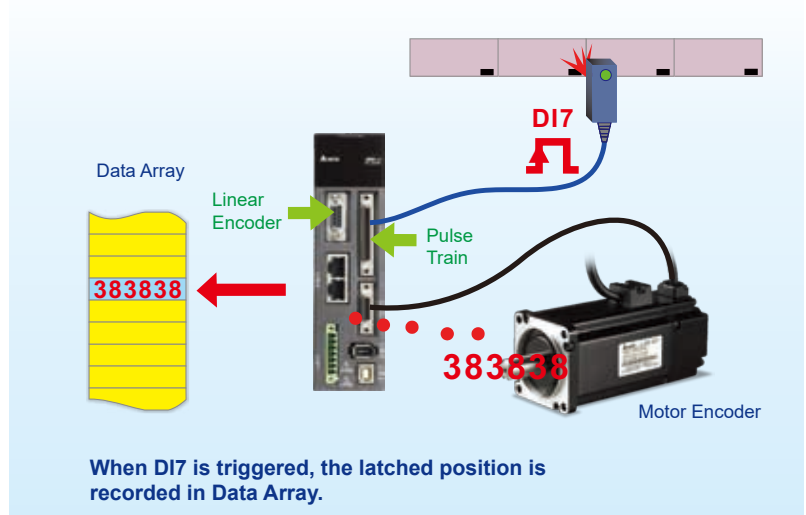 DI7
Data Array
Linear
Encoder
Pulse
Train
383838
383838
Motor Encoder
When DI7 is triggered, the latched position is
recorded in Data Array.